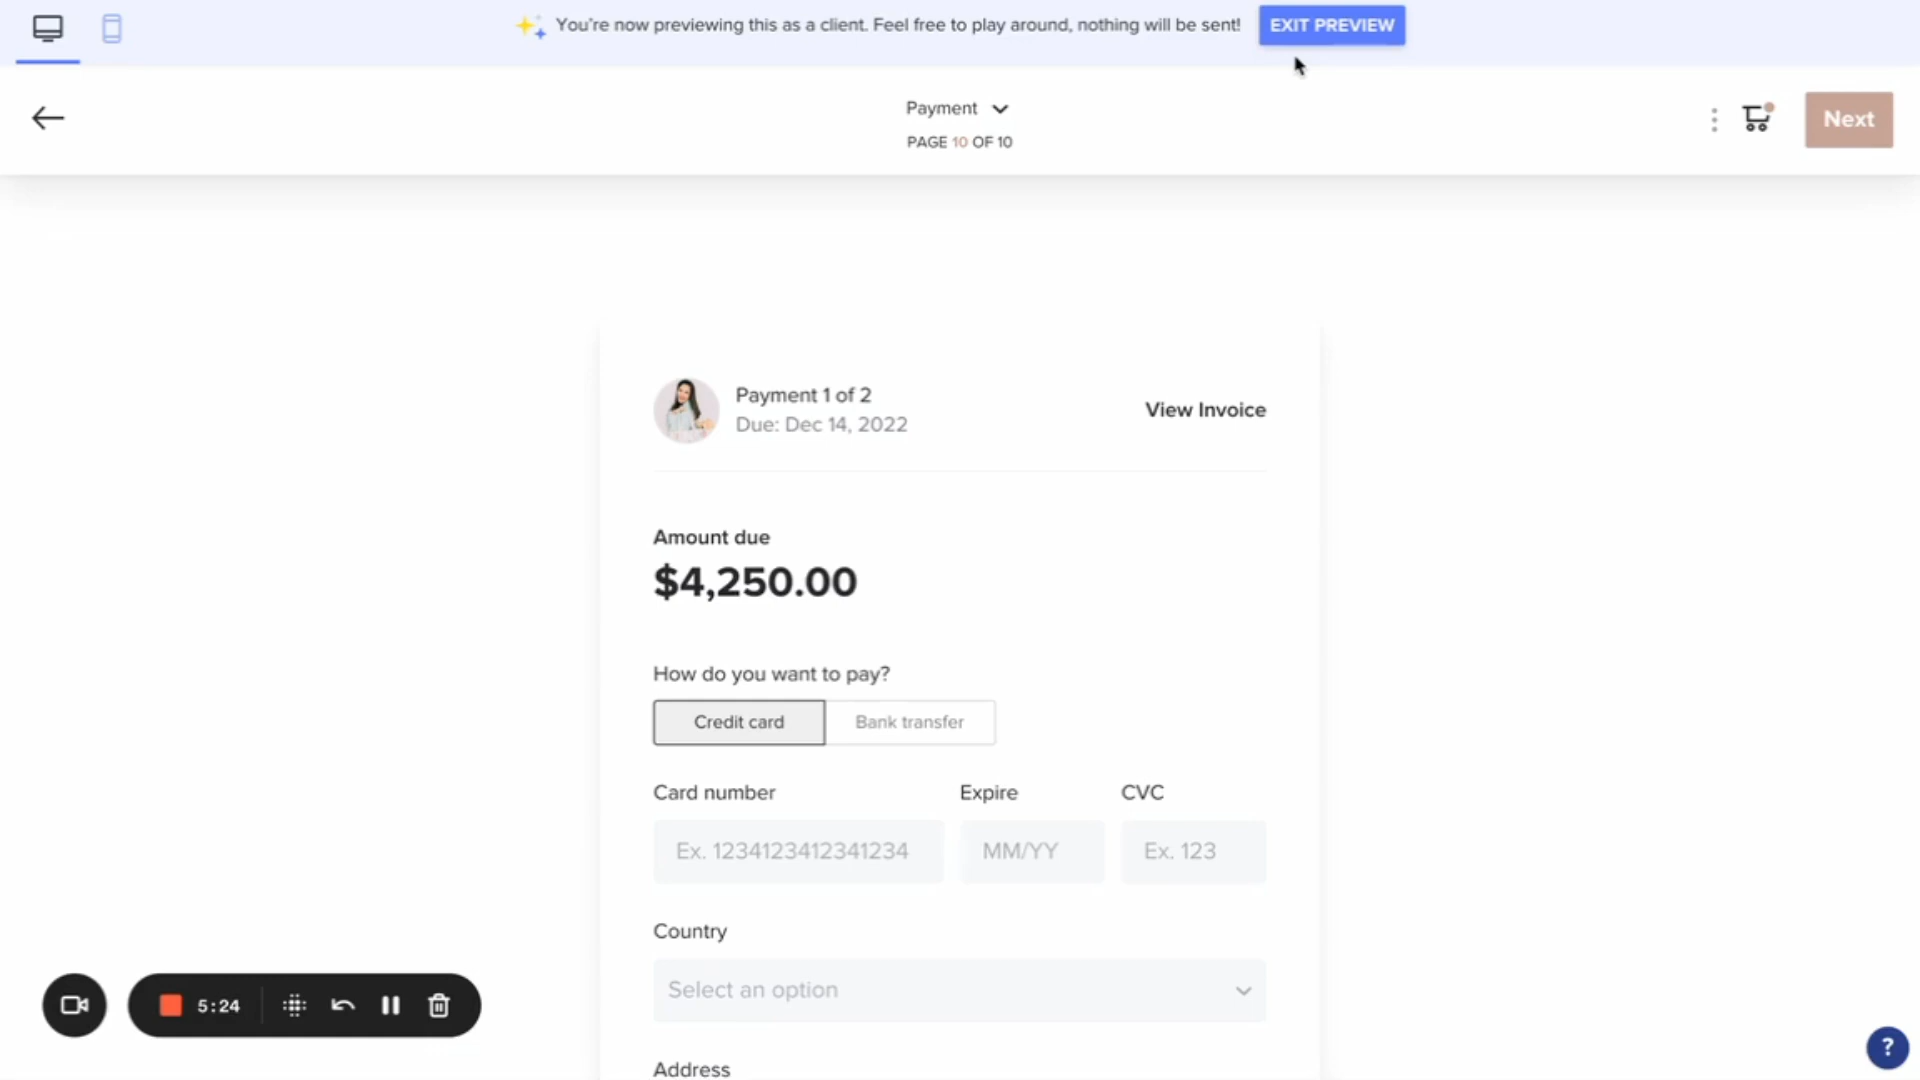 You're now previewing this as a client. Feel free to play around, nothing will be sent!
EXIT PREVIEW
Payment
PAGE 10 OF 10
Next
Payment 1 of 2
Due: Dec 14, 2022
View Invoice
Amount due
$4,250.00
How do you want to pay?
Credit card
Bank transfer
Card number
Expire
CVC
Ex. 1234123412341234
MM/YY
Ex. 123
Country
Select an option
5:24
Address
?